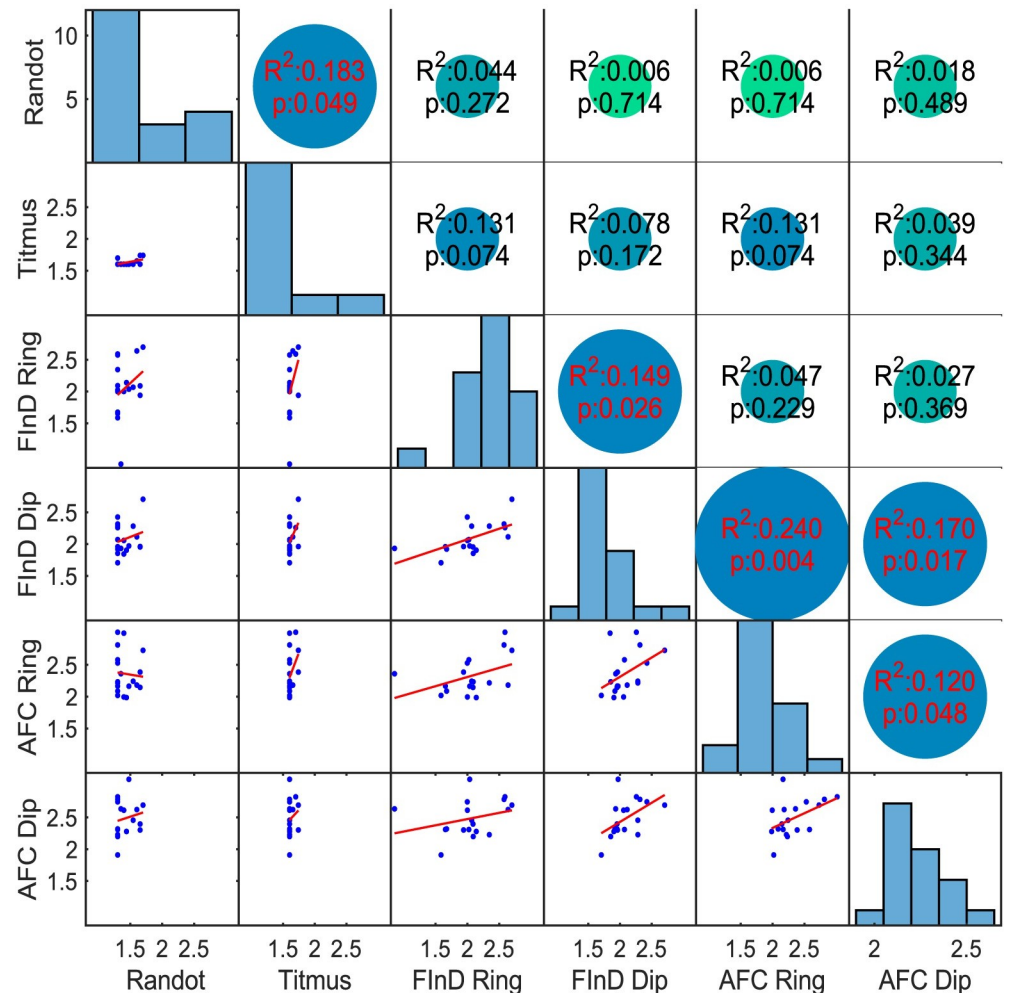 Randot
10
5
R²:0.183
p:0.049
R²:0.044
p:0.272
R²:0.006
p:0.714
R²:0.006
p:0.714
R²:0.018
p:0.489
Titmus
2.5
2
1.5
R²:0.131
p:0.074
R²:0.078
p:0.172
R²:0.131
p:0.074
R²:0.039
p:0.344
FInD Ring
2.5
2
1.5
R²:0.149
p:0.026
R²:0.047
p:0.229
R²:0.027
p:0.369
FInD Dip
2.5
2
1.5
R²:0.240
p:0.004
R²:0.170
p:0.017
AFC Ring
2.5
2
1.5
R²:0.120
p:0.048
AFC Dip
2.5
2
1.5
1.5 2 2.5
1.5 2 2.5
1.5 2 2.5
1.5 2 2.5
1.5 2 2.5
2 2.5
Randot
Titmus
FInD Ring
FInD Dip
AFC Ring
AFC Dip